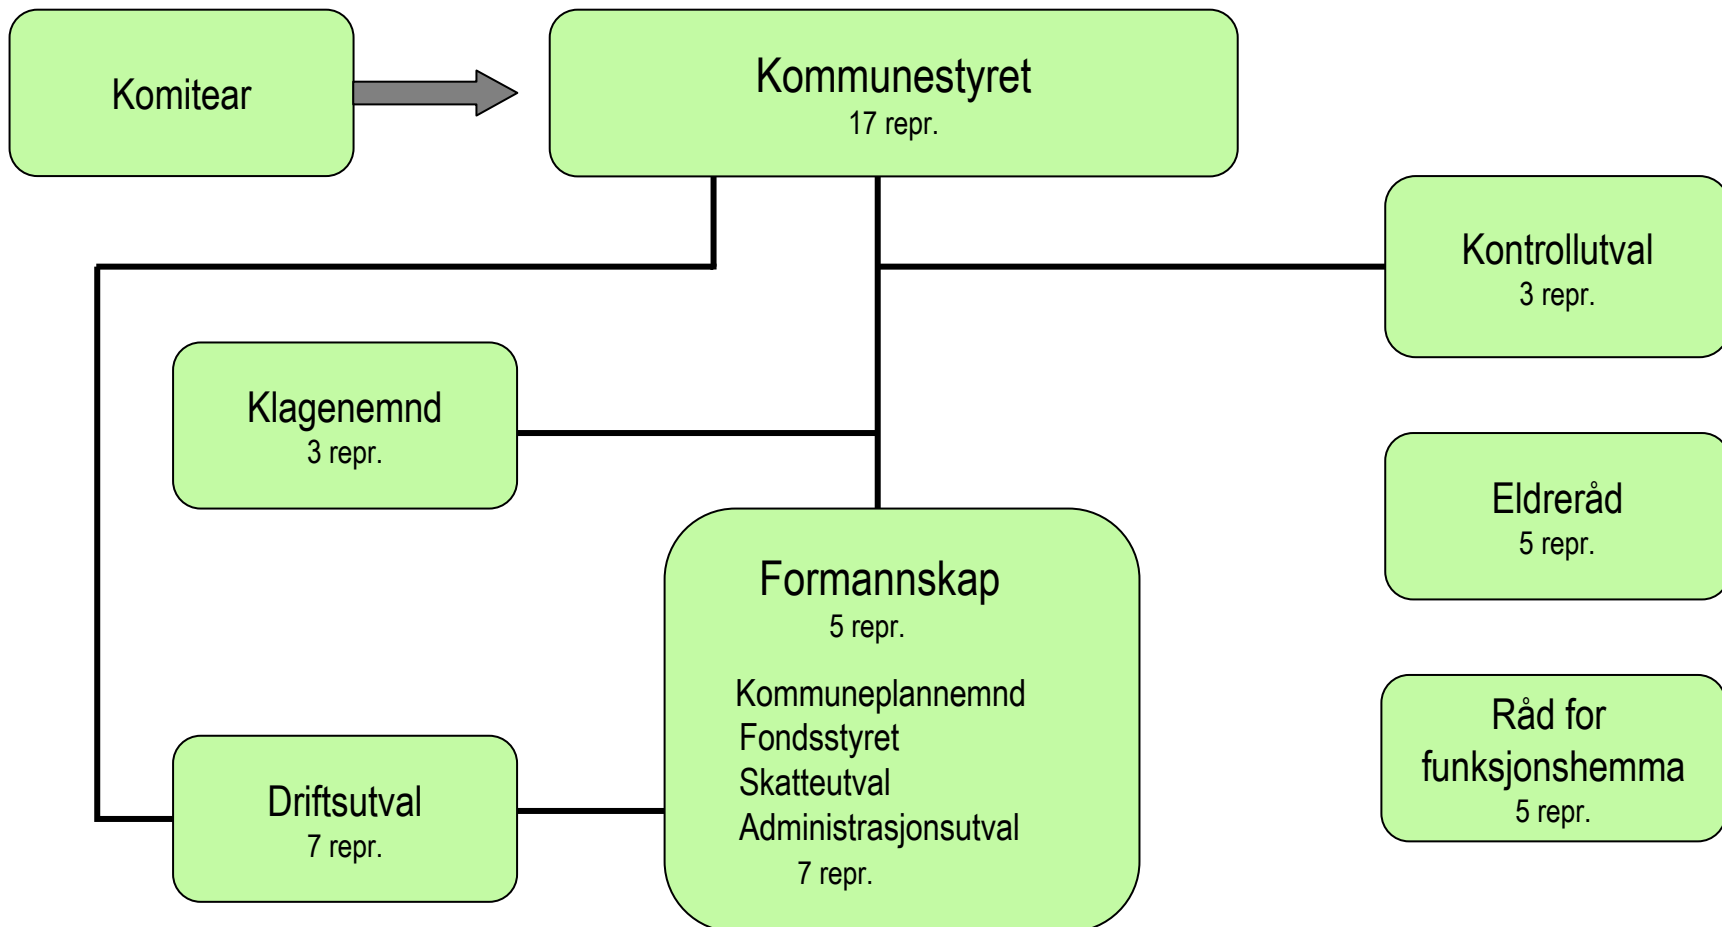 Komitear
Kommunestyret
17 repr.
Kontrollutval
3 repr.
Klagenemnd
3 repr.
Eldreråd
5 repr.
Formannskap
5 repr.
Kommuneplannemnd
Fondsstyret
Skatteutval
Administrasjonsutval
7 repr.
Råd for
funksjonshemma
5 repr.
Driftsutval
7 repr.